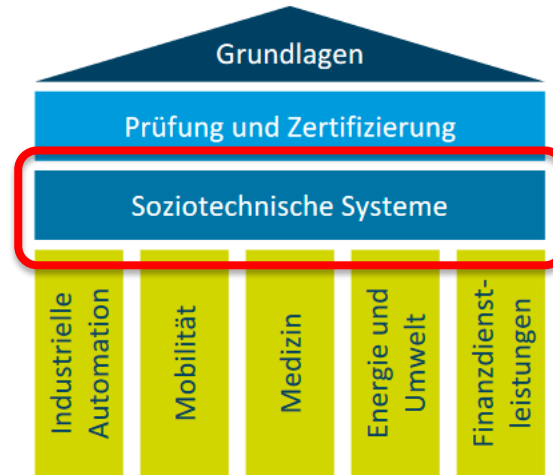 Grundlagen
Prüfung und Zertifizierung
Soziotechnische Systeme
Industrielle
Automation
Mobilität
Medizin
Energie und
Umwelt
Finanzdienst-
leistungen